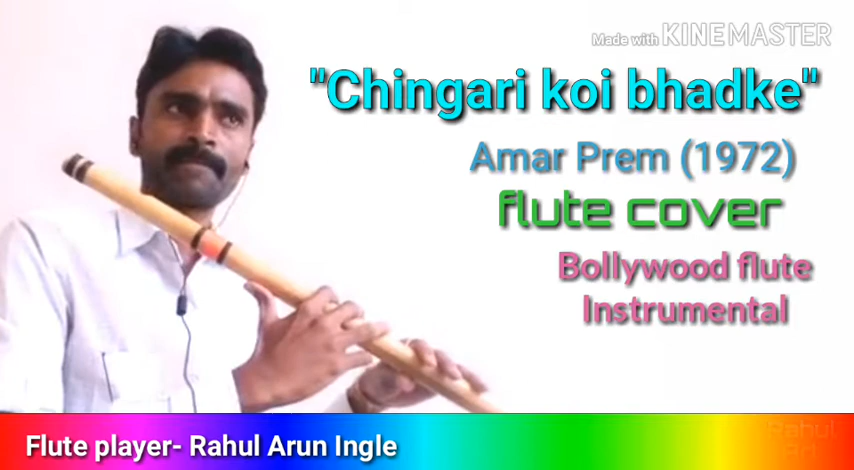 Made with KINEMASTER
"Chingari koi bhadke"
Amar Prem (1972)
flute cover
Bollywood flute
Instrumental
Flute player- Rahul Arun Ingle
Rahul